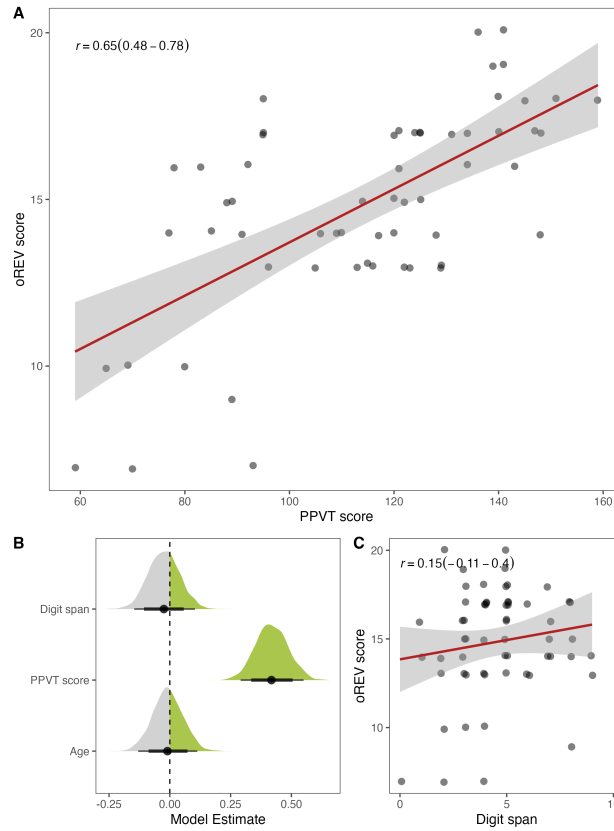 A
20
r = 0.65(0.48 − 0.78)
15
10
oREV score
60 80 100 120 140 160
PPVT score
B
Digit span
PPVT score
Age
-0.25 0.00 0.25 0.50
Model Estimate
C
20
r = 0.15(−0.11 − 0.4)
15
10
oREV score
0 5 1
Digit span